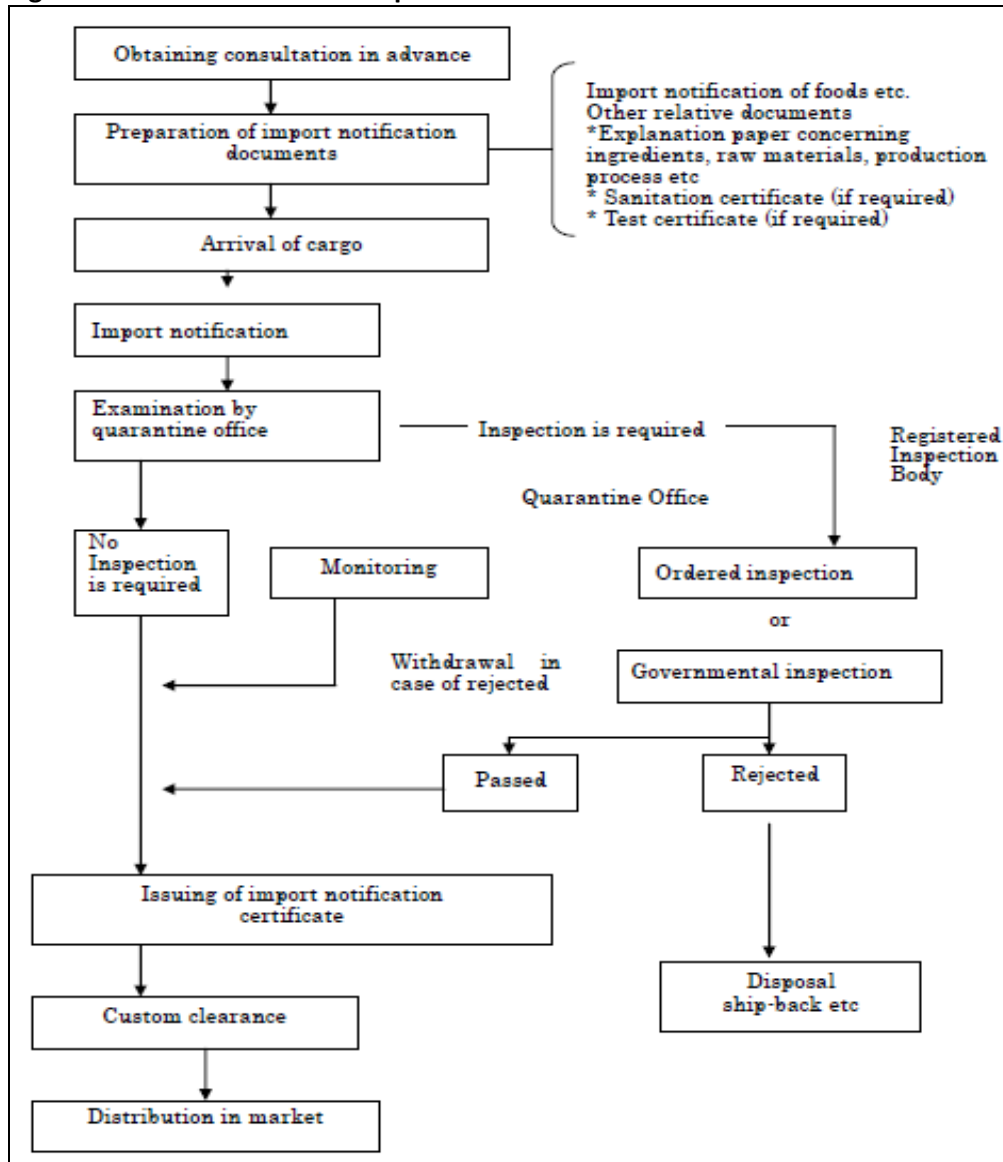 Obtaining consultation in advance
Preparation of import notification
documents
Import notification of foods etc.
Other relative documents
*Explanation paper concerning
ingredients, raw materials, production
process etc
* Sanitation certificate (if required)
* Test certificate (if required)
Arrival of cargo
Import notification
Examination by
quarantine office
Inspection is required
Registered
Inspection
Body
Quarantine Office
No
Inspection
is required
Monitoring
Ordered inspection
or
Withdrawal in
case of rejected
Governmental inspection
Passed
Rejected
Issuing of import notification
certificate
Disposal
ship-back etc
Custom clearance
Distribution in market